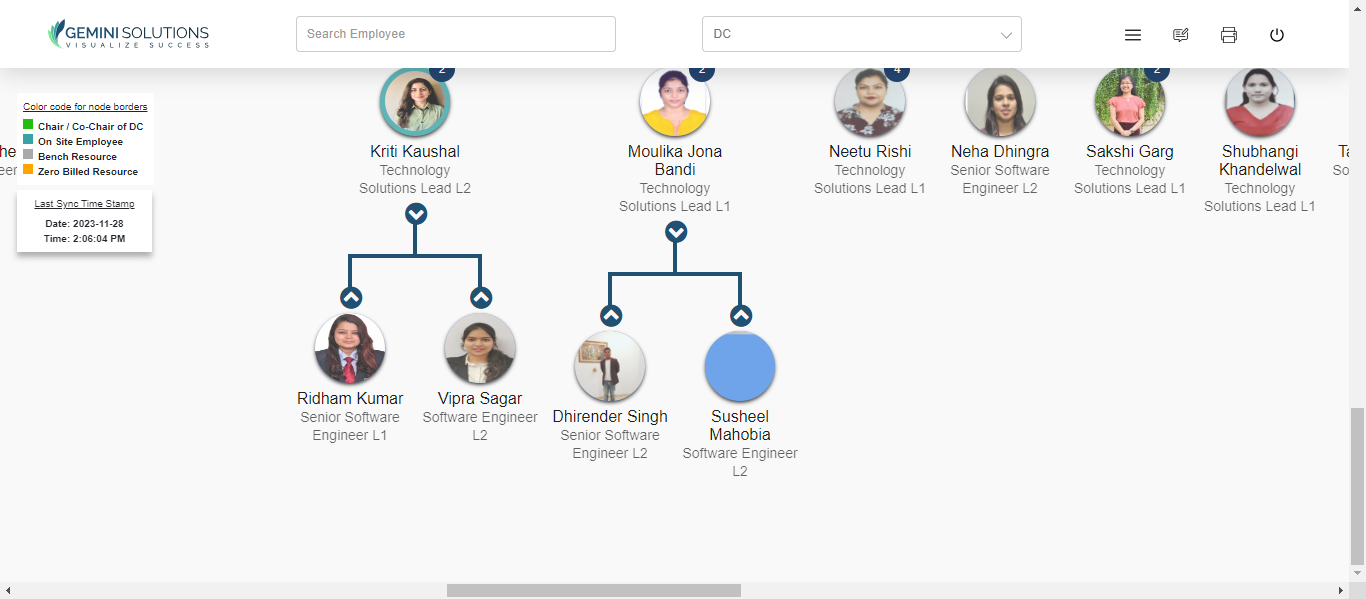 GEMINI SOLUTIONS
VISUALIZE SUCCESS
Search Employee
DC
Color code for node borders
Chair / Co-Chair of DC
On Site Employee
Bench Resource
Zero Billed Resource
Last Sync Time Stamp
Date: 2023-11-28
Time: 2:06:04 PM
2
Kriti Kaushal
Technology
Solutions Lead L2
2
Moulika Jona
Bandi
Technology
Solutions Lead L1
4
Neetu Rishi
Technology
Solutions Lead L1
Neha Dhingra
Senior Software
Engineer L2
2
Sakshi Garg
Technology
Solutions Lead L1
Shubhangi
Khandelwal
Technology
Solutions Lead L1
Ridham Kumar
Senior Software
Engineer L1
Vipra Sagar
Software Engineer
L2
Dhirender Singh
Senior Software
Engineer L2
Susheel
Mahobia
Software Engineer
L2